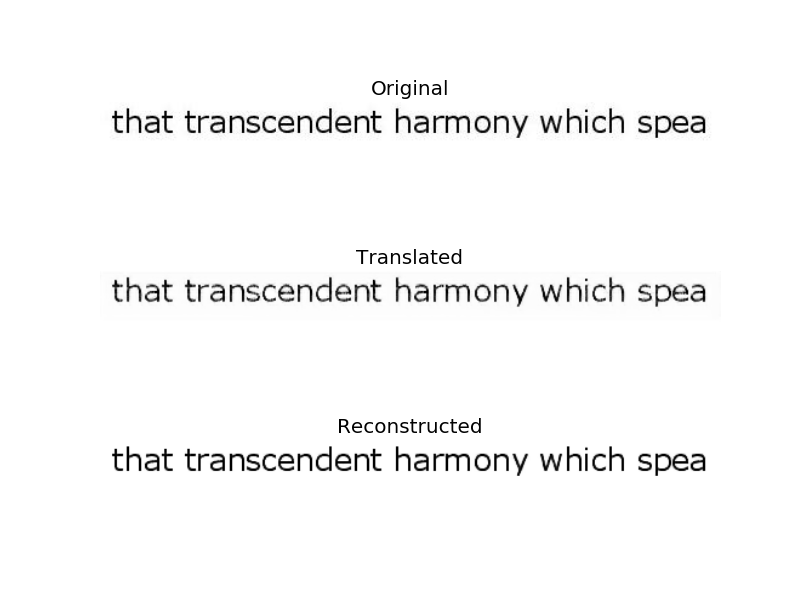 Original
that transcendent harmony which spea
Translated
that transcendent harmony which spea
Reconstructed
that transcendent harmony which spea